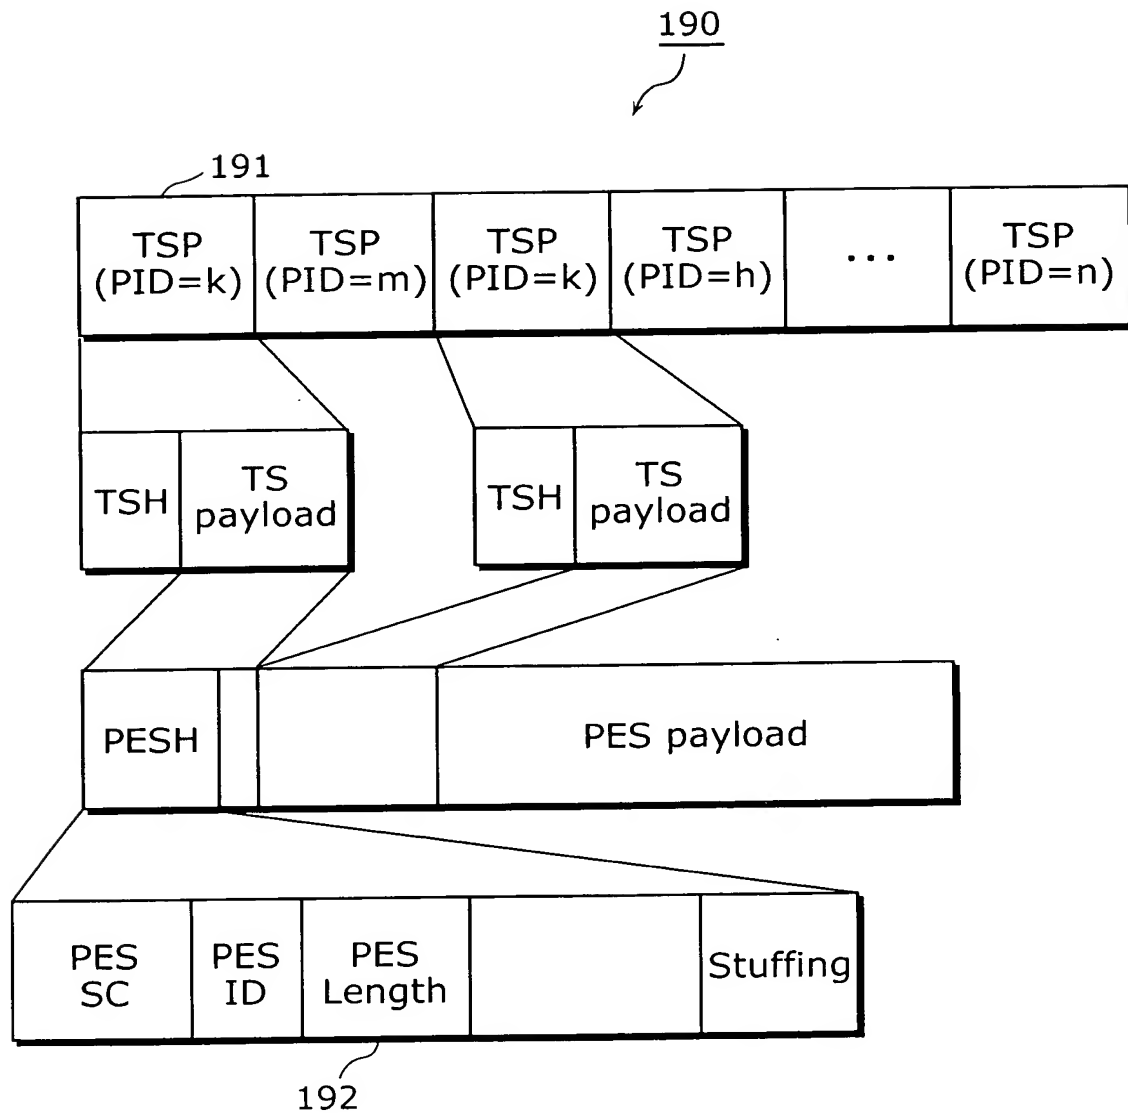 190
191
TSP
(PID=k)
TSP
(PID=m)
TSP
(PID=k)
TSP
(PID=h)
...
TSP
(PID=n)
TSH
TS
payload
TSH
TS
payload
PESH
PES payload
PES
SC
PES
ID
PES
Length
Stuffing
192